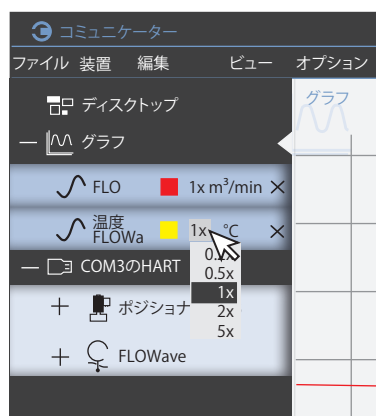 コミュニケーター
ファイル 装置 編集 ビュー オプション
ディスクトップ
グラフ
グラフ
FLO 1x m³/min
温度
FLOWa 1x °C
0.5x
1x
2x
5x
COM3のHART
ポジショナ
FLOWave